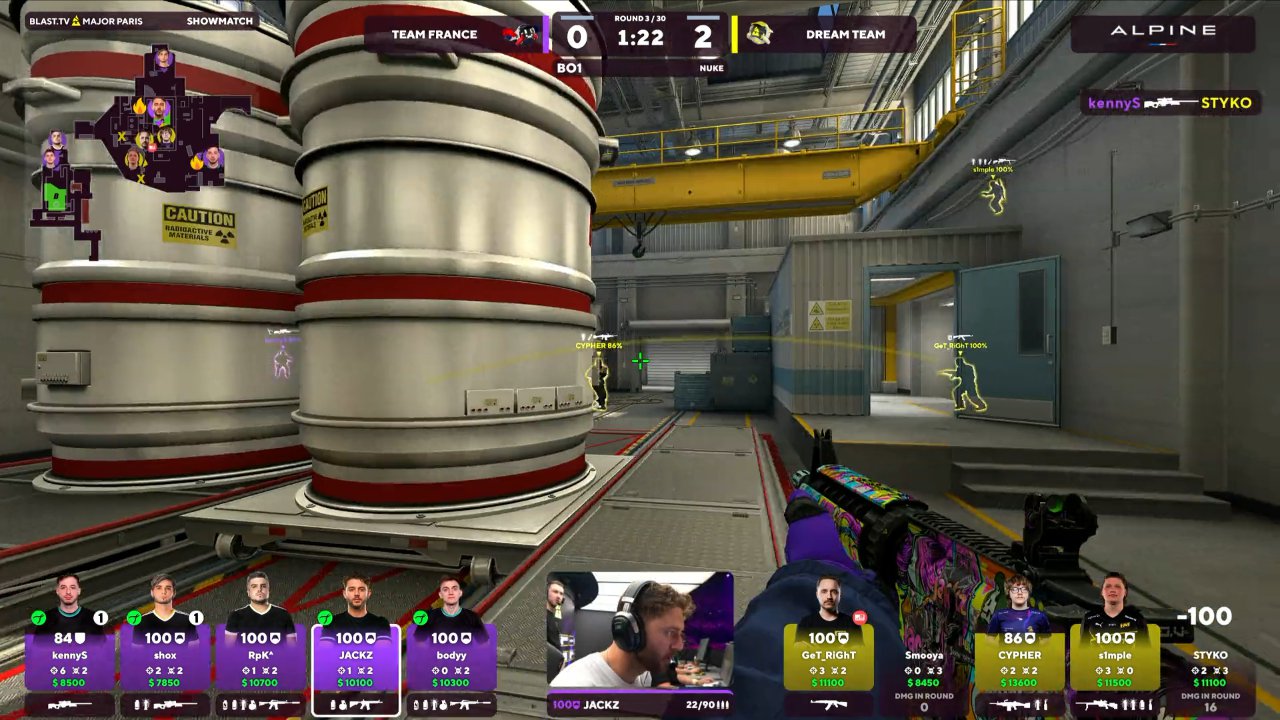 BLAST.TV MAJOR PARIS SHOWMATCH
TEAM FRANCE 0 ROUND 3 / 30 1:22 2 DREAM TEAM
BO1 NUKE
ALPINE
kennyS STYKO
s1mple 100%
CAUTION
RADIOACTIVE
MATERIALS
CAUTION
CYPHER 86%
GeT_RiGhT 100%
B
-100
1 1
84 100 100 100 100 100 86 100
kennyS shox RpK^ JACKZ bodyy GeT_RiGhT Smooya CYPHER s1mple STYKO
6 2 2 2 1 2 1 2 0 2 3 2 0 3 2 2 3 0 2 3
$8500 $7850 $10700 $10100 $10300 $11100 $8450 $13600 $11500 $11100
DMG IN ROUND DMG IN ROUND
0 16
100 JACKZ 22/90